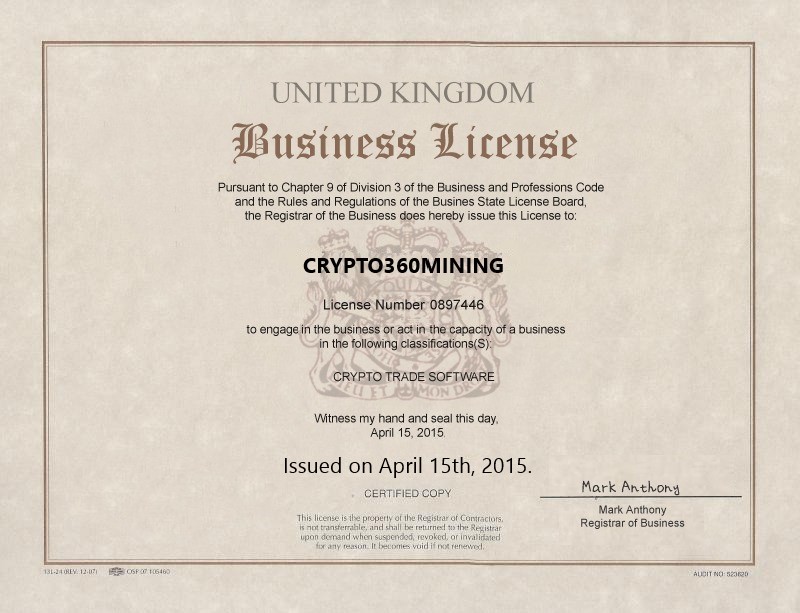 UNITED KINGDOM
Business License
Pursuant to Chapter 9 of Division 3 of the Business and Professions Code
and the Rules and Regulations of the Busines State License Board,
the Registrar of the Business does hereby issue this License to:
CRYPTO360MINING
License Number 0897446
to engage in the business or act in the capacity of a business
in the following classifications(S):
CRYPTO TRADE SOFTWARE
Witness my hand and seal this day,
April 15, 2015.
Issued on April 15th, 2015.
CERTIFIED COPY
Mark Anthony
Mark Anthony
Registrar of Business
This license is the property of the Registrar of Contractors,
is not transferrable, and shall be returned to the Registrar
upon demand when suspended, revoked, or invalidated
for any reason. It becomes void if not renewed.
13L-24 (REV. 12-07) OSP 07 105460
AUDIT NO: 523820